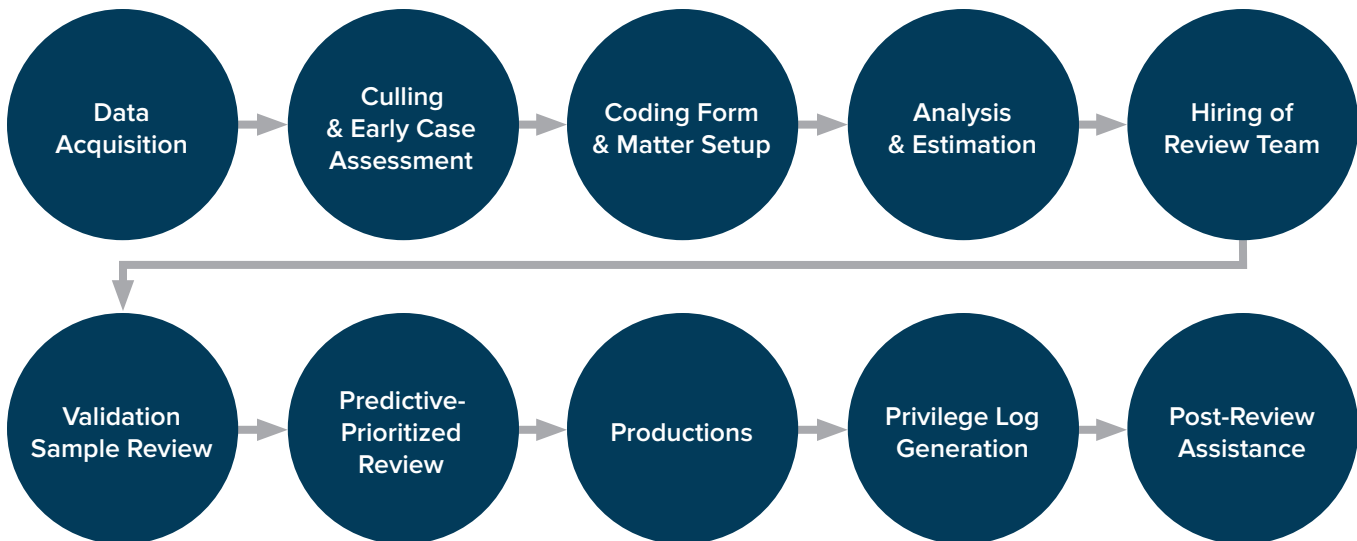 Data
Acquisition
Culling
& Early Case
Assessment
Coding Form
& Matter Setup
Analysis
& Estimation
Hiring of
Review Team
Validation
Sample Review
Predictive-
Prioritized
Review
Productions
Privilege Log
Generation
Post-Review
Assistance